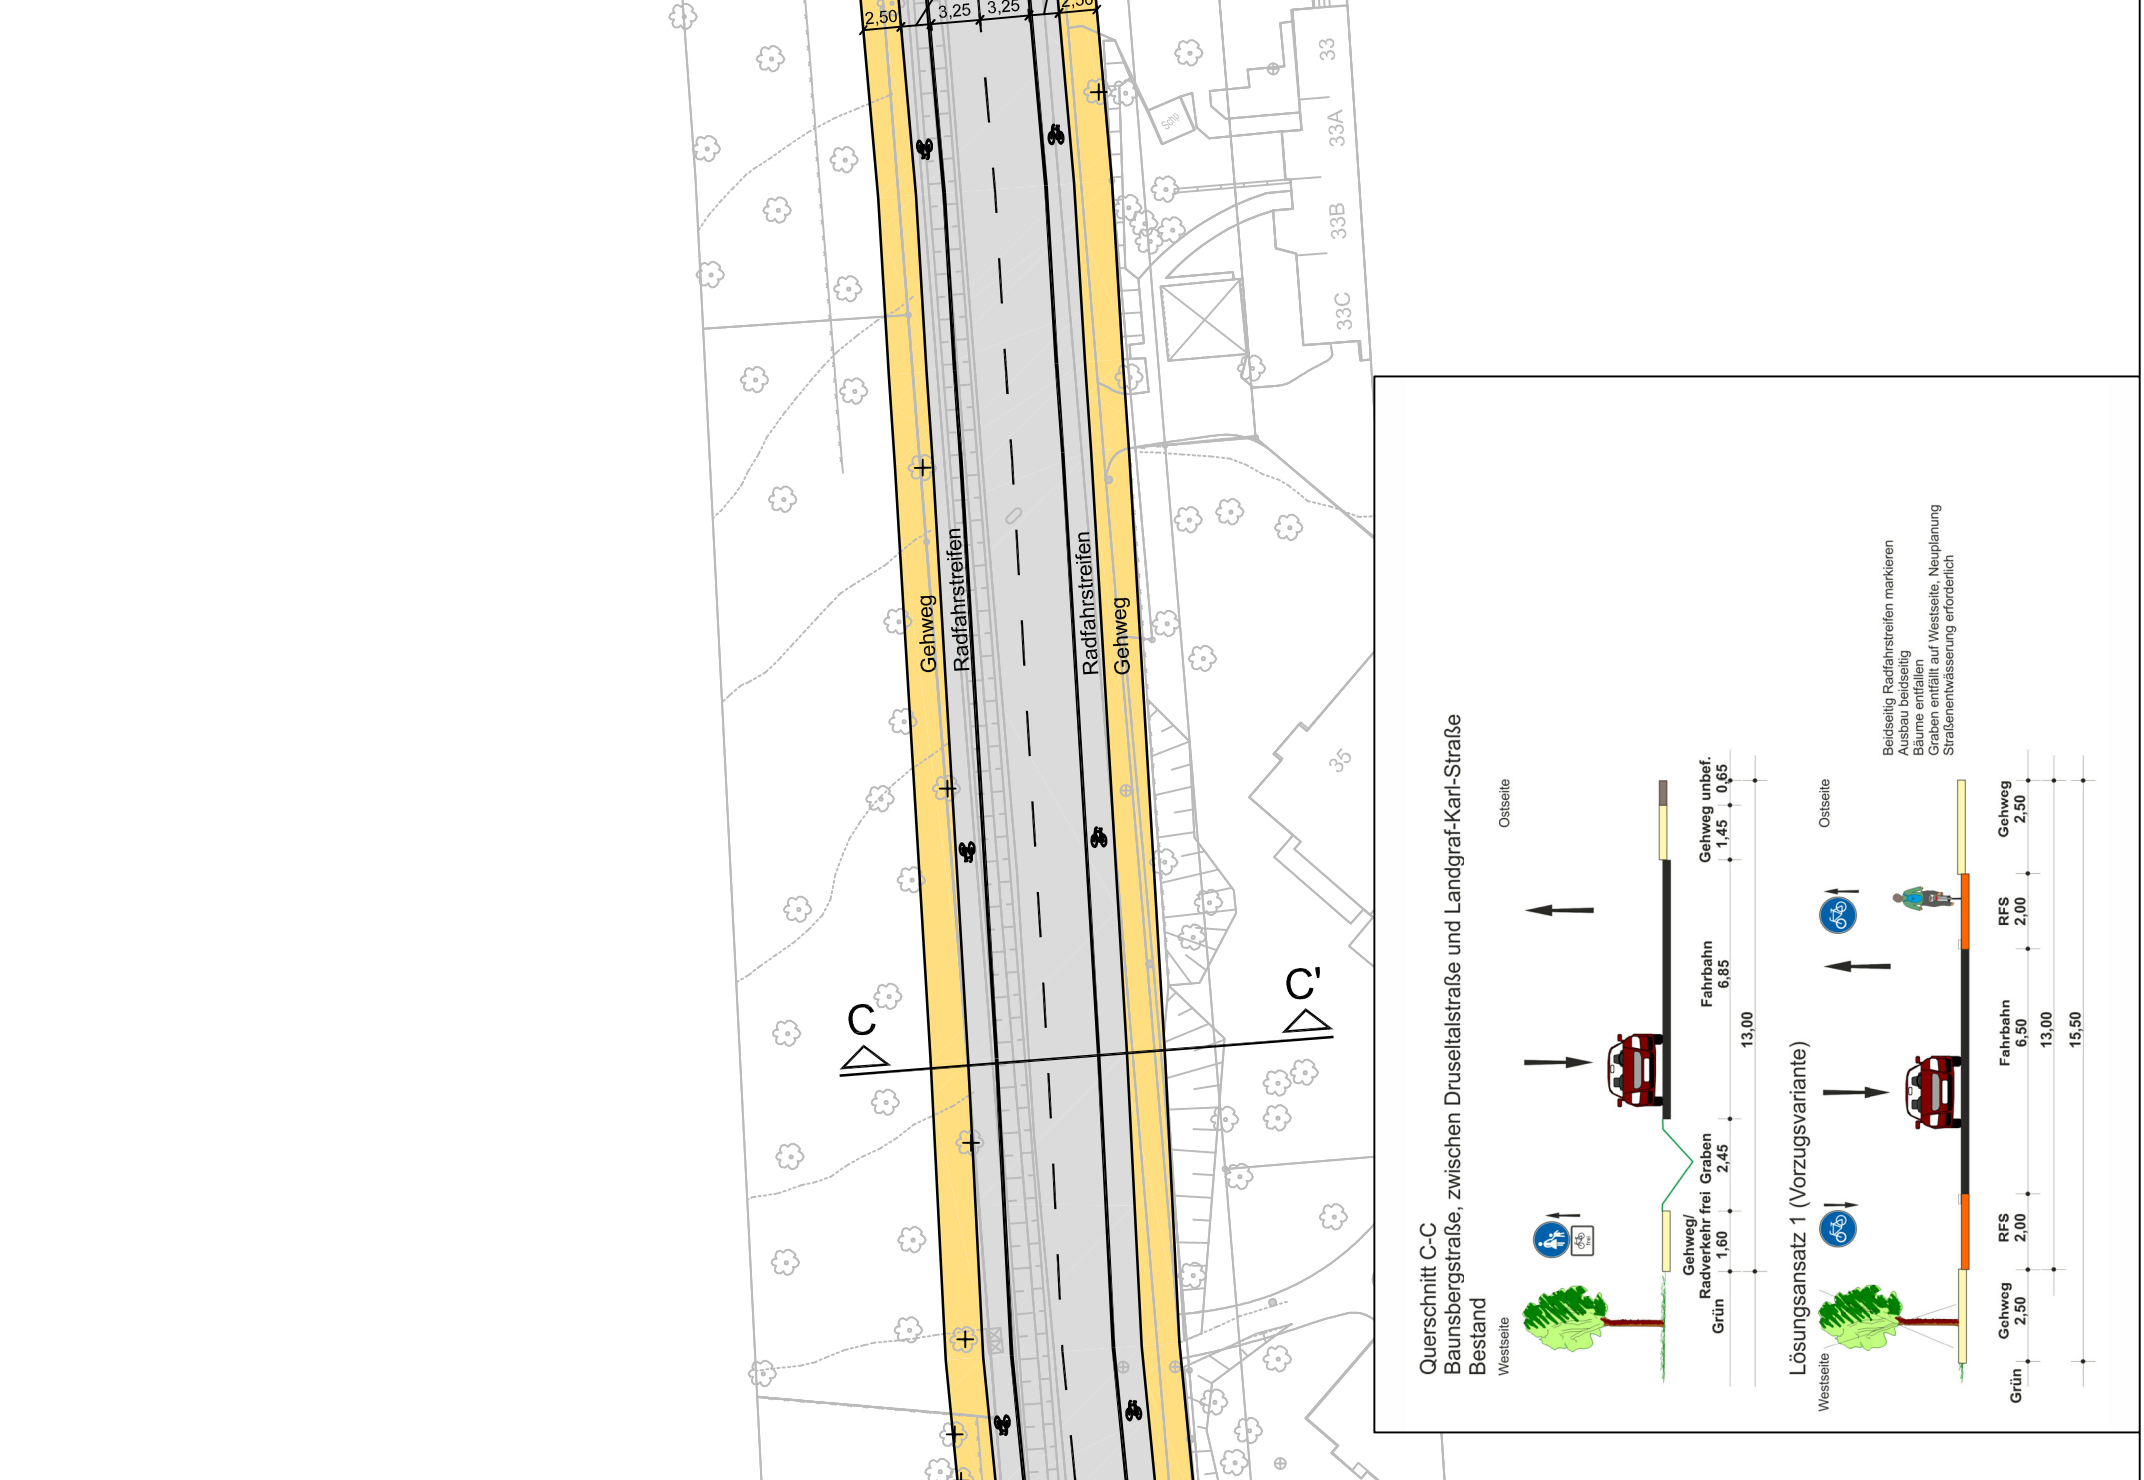 2,50
3,25
3,25
2,50
33
33A
33B
33C
Scho
35
Gehweg
Radfahrstreifen
Radfahrstreifen
Gehweg
C
C'
Querschnitt C-C
Baunsbergstraße, zwischen Druseltalstraße und Landgraf-Karl-Straße
Bestand
Westseite
Ostseite
frei
Grün
Gehweg/
Radverkehr frei
1,60
Graben
2,45
Fahrbahn
6,85
Gehweg unbef.
1,45
0,65
13,00
Lösungsansatz 1 (Vorzugsvariante)
Westseite
Ostseite
Beidseitig Radfahrstreifen markieren
Ausbau beidseitig
Bäume entfallen
Graben entfällt auf Westseite, Neuplanung
Straßenentwässerung erforderlich
Grün
Gehweg
2,50
RFS
2,00
Fahrbahn
6,50
RFS
2,00
Gehweg
2,50
13,00
15,50